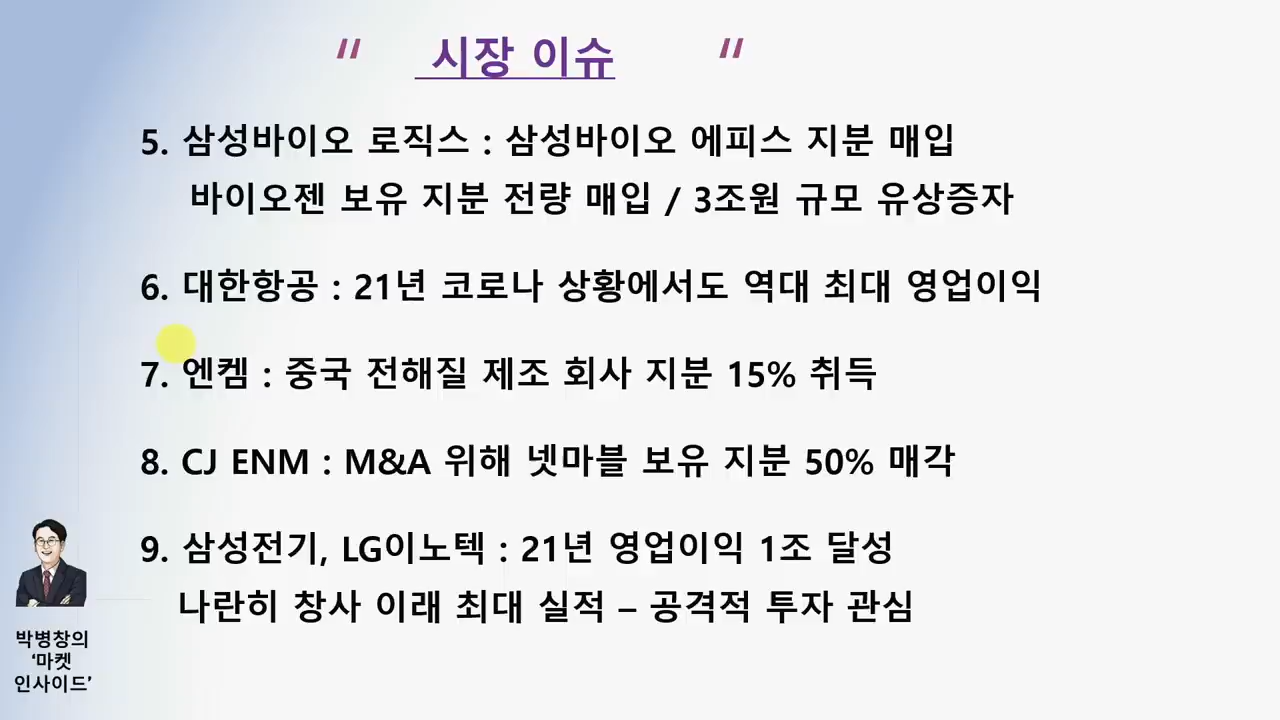 " 시장 이슈 "
5. 삼성바이오 로직스 : 삼성바이오 에피스 지분 매입
바이오젠 보유 지분 전량 매입 / 3조원 규모 유상증자
6. 대한항공 : 21년 코로나 상황에서도 역대 최대 영업이익
7. 엔켐 : 중국 전해질 제조 회사 지분 15% 취득
8. CJ ENM : M&A 위해 넷마블 보유 지분 50% 매각
9. 삼성전기, LG이노텍 : 21년 영업이익 1조 달성
나란히 창사 이래 최대 실적 – 공격적 투자 관심
박병창의
‘마켓
인사이드’